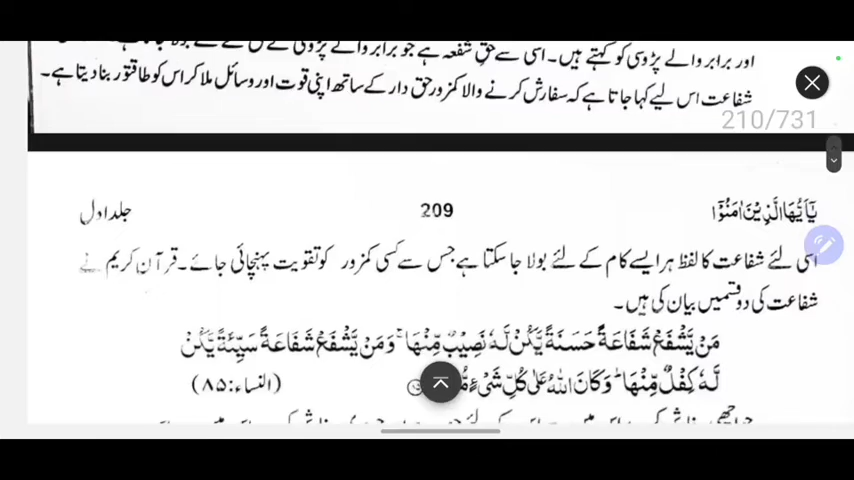 اور برابر والے پڑوسی کو کہتے ہیں۔ اسی سے حقِ شفعہ ہے جو برابر والے پڑوسی کے
شفاعت اس لیے کہا جاتا ہے کہ سفارش کرنے والا کمزور حق دار کے ساتھ اپنی قوت اور وسائل ملا کر اس کو طاقتور بنا دیتا ہے۔
210/731
يٰٓاَيُّهَا الَّذِيْنَ اٰمَنُوْٓا 209 جلد اول
اسی لئے شفاعت کا لفظ ہر ایسے کام کے لئے بولا جا سکتا ہے جس سے کسی کمزور کو تقویت پہنچائی جائے۔ قرآن کریم نے
شفاعت کی دو قسمیں بیان کی ہیں۔
مَنْ يَّشْفَعْ شَفَاعَةً حَسَنَةً يَّكُنْ لَّهٗ نَصِيْبٌ مِّنْهَا ۚ وَمَنْ يَّشْفَعْ شَفَاعَةً سَيِّئَةً يَّكُنْ
لَّهٗ كِفْلٌ مِّنْهَا ؕ وَكَانَ اللّٰهُ عَلٰى كُلِّ شَىْءٍ (النساء:۸۵)